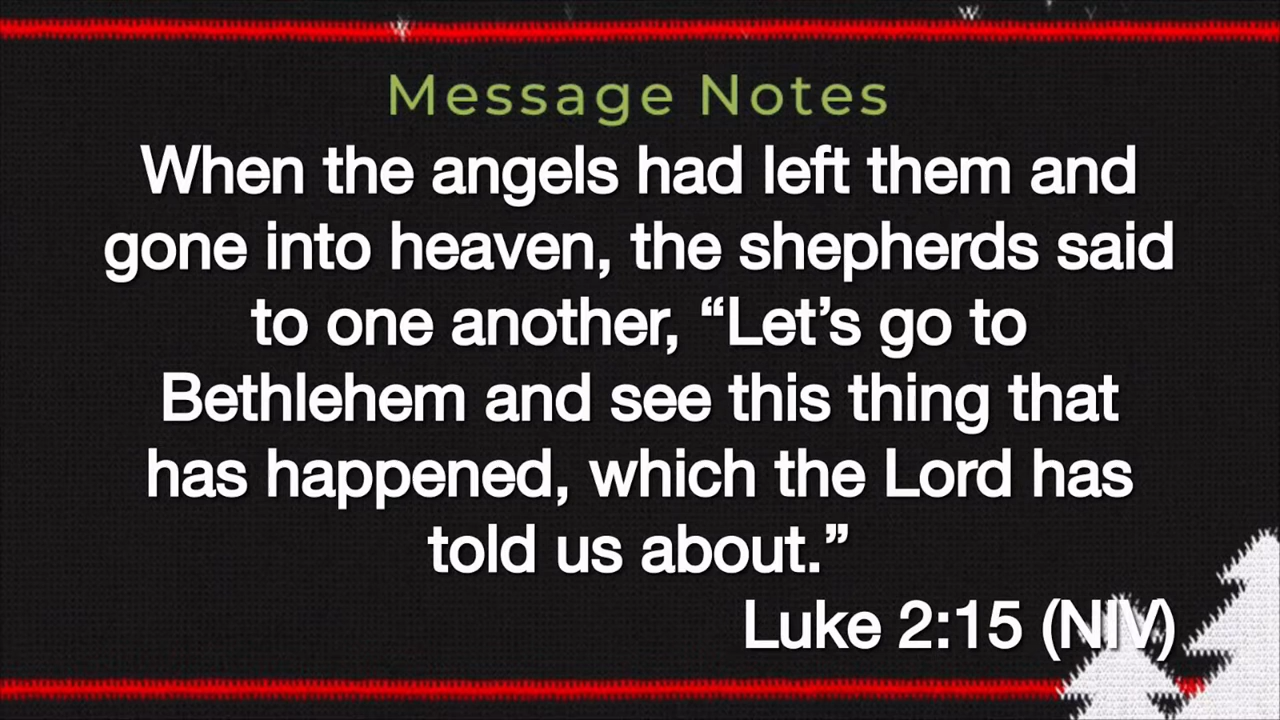 Message Notes
When the angels had left them and
gone into heaven, the shepherds said
to one another, “Let’s go to
Bethlehem and see this thing that
has happened, which the Lord has
told us about.”
Luke 2:15 (NIV)